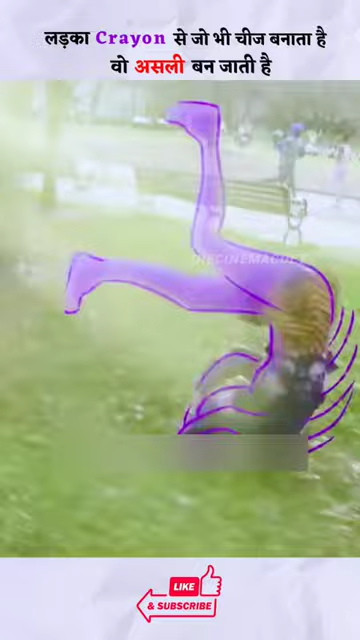 लड़का Crayon से जो भी चीज बनाता है
वो असली बन जाती है
LIKE
& SUBSCRIBE